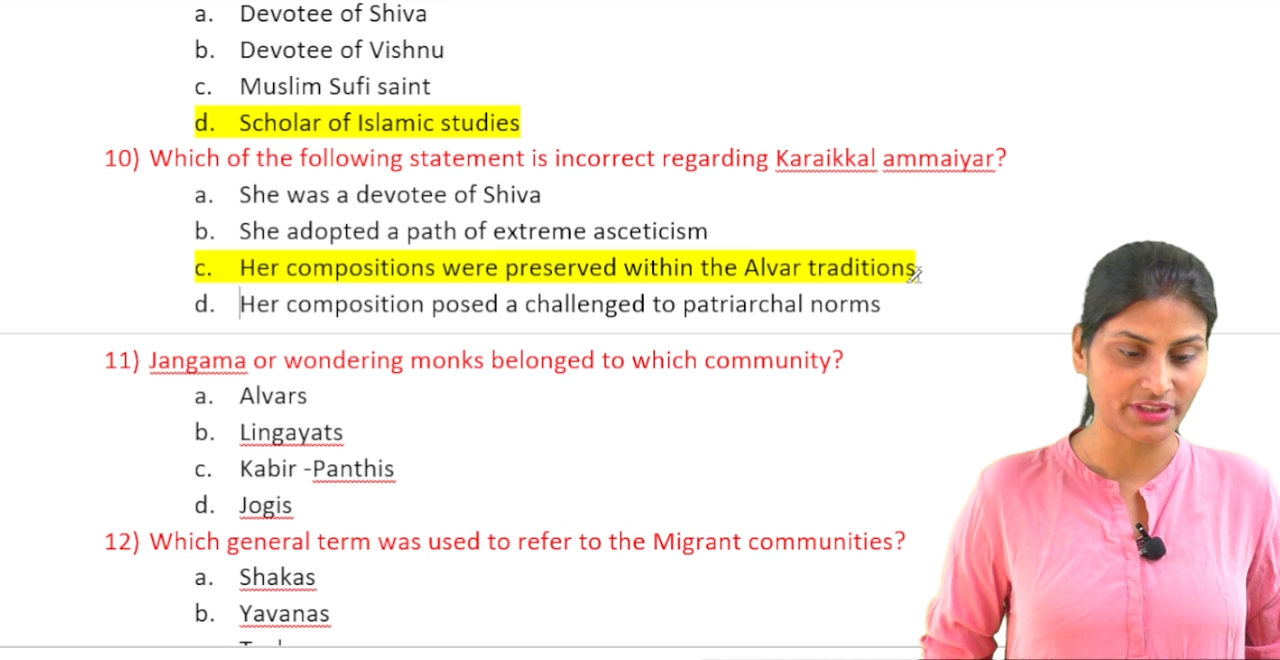 a. Devotee of Shiva
b. Devotee of Vishnu
c. Muslim Sufi saint
d. Scholar of Islamic studies
10) Which of the following statement is incorrect regarding Karaikkal ammaiyar?
a. She was a devotee of Shiva
b. She adopted a path of extreme asceticism
c. Her compositions were preserved within the Alvar traditions
d. Her composition posed a challenged to patriarchal norms
11) Jangama or wondering monks belonged to which community?
a. Alvars
b. Lingayats
c. Kabir -Panthis
d. Jogis
12) Which general term was used to refer to the Migrant communities?
a. Shakas
b. Yavanas